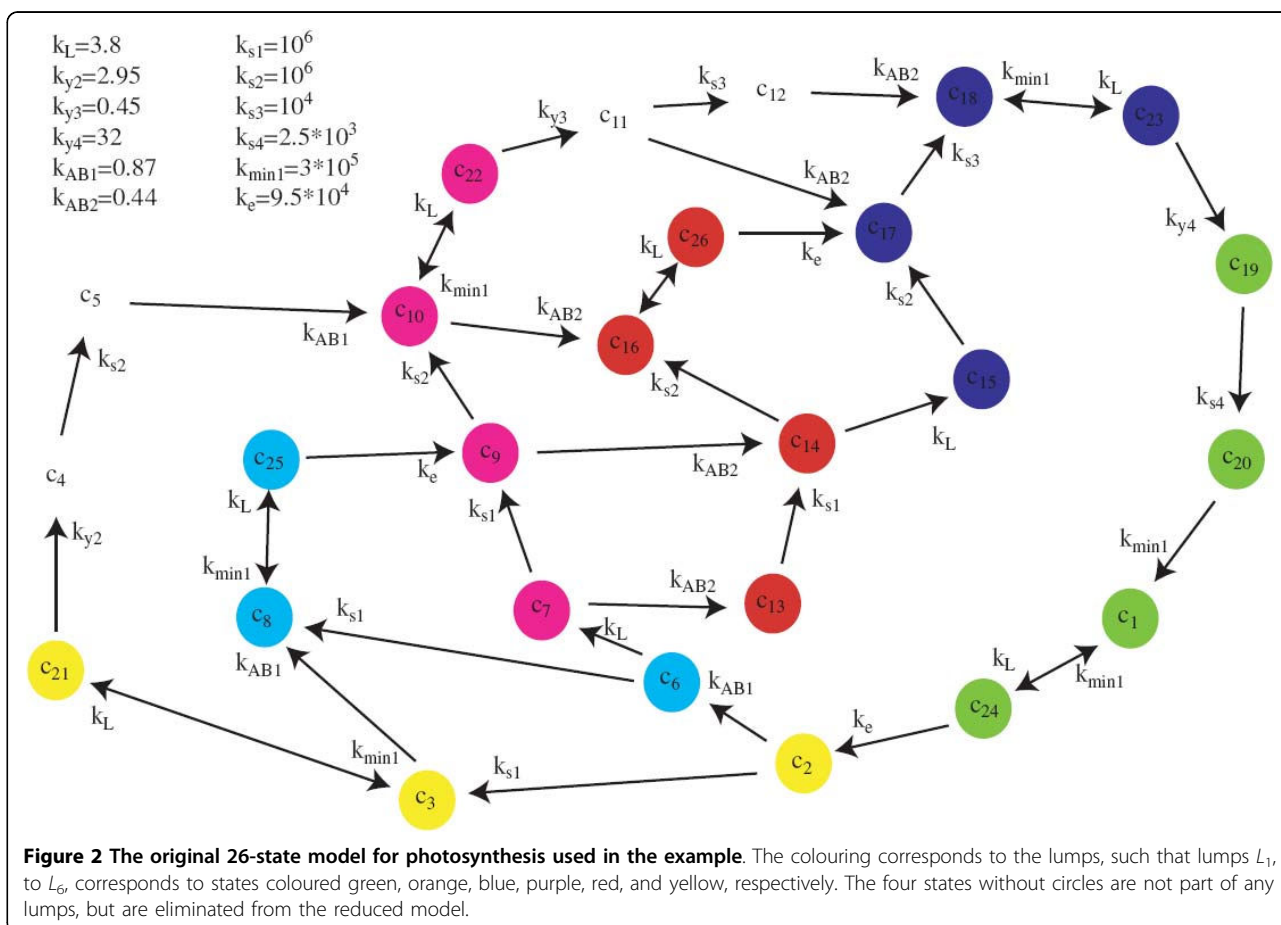 k_L=3.8
k_y2=2.95
k_y3=0.45
k_y4=32
k_AB1=0.87
k_AB2=0.44
k_s1=10^6
k_s2=10^6
k_s3=10^4
k_s4=2.5*10^3
k_min1=3*10^5
k_e=9.5*10^4
k_s3
c_12
k_AB2
c_18
k_min1
k_L
c_23
k_y3
c_11
c_22
k_AB2
k_s3
k_y4
k_L
c_26
k_L
k_e
c_17
c_19
c_5
k_min1
k_AB1
c_10
k_AB2
c_16
k_s2
k_s2
k_s2
k_s2
c_15
k_s4
c_25
k_e
c_9
k_AB2
c_14
k_L
c_20
c_4
k_L
k_s1
k_s1
k_y2
k_min1
k_min1
c_8
k_s1
c_7
k_AB2
c_13
c_1
k_L
k_AB1
c_21
c_6
k_AB1
k_L
k_min1
c_24
k_L
k_e
k_min1
k_s1
c_2
c_3
Figure 2 The original 26-state model for photosynthesis used in the example. The colouring corresponds to the lumps, such that lumps L_1,
to L_6, corresponds to states coloured green, orange, blue, purple, red, and yellow, respectively. The four states without circles are not part of any
lumps, but are eliminated from the reduced model.